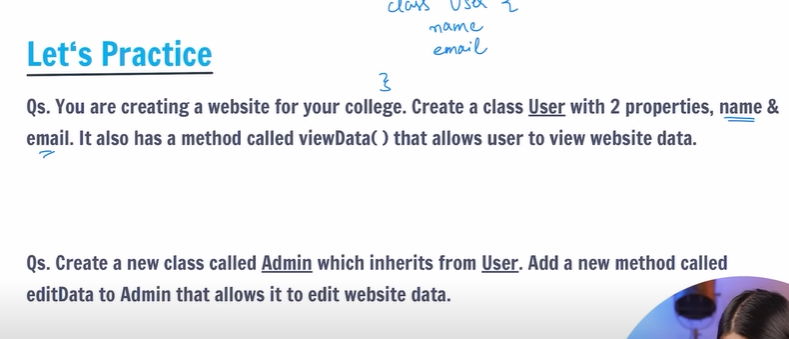 class User {
name
email
}
Let's Practice
Qs. You are creating a website for your college. Create a class User with 2 properties, name &
email. It also has a method called viewData( ) that allows user to view website data.
Qs. Create a new class called Admin which inherits from User. Add a new method called
editData to Admin that allows it to edit website data.